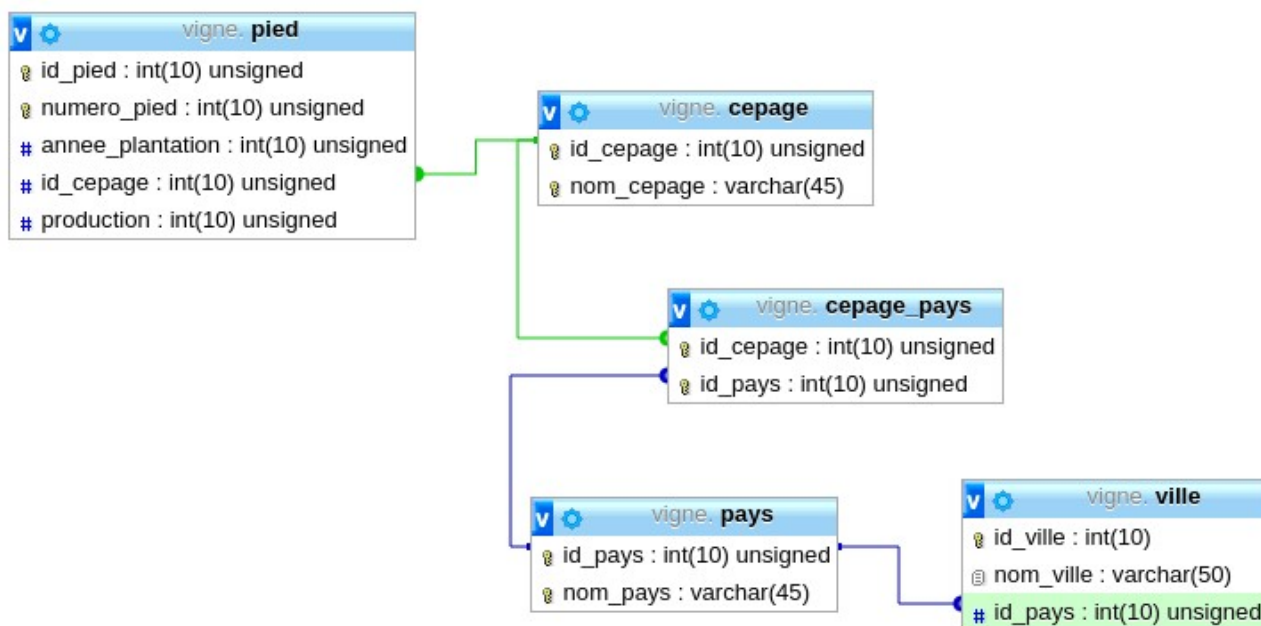 v vigne. pied
id_pied : int(10) unsigned
numero_pied : int(10) unsigned
# annee_plantation : int(10) unsigned
# id_cepage : int(10) unsigned
# production : int(10) unsigned
v vigne. cepage
id_cepage : int(10) unsigned
nom_cepage : varchar(45)
v vigne. cepage_pays
id_cepage : int(10) unsigned
id_pays : int(10) unsigned
v vigne. pays
id_pays : int(10) unsigned
nom_pays : varchar(45)
v vigne. ville
id_ville : int(10)
nom_ville : varchar(50)
# id_pays : int(10) unsigned